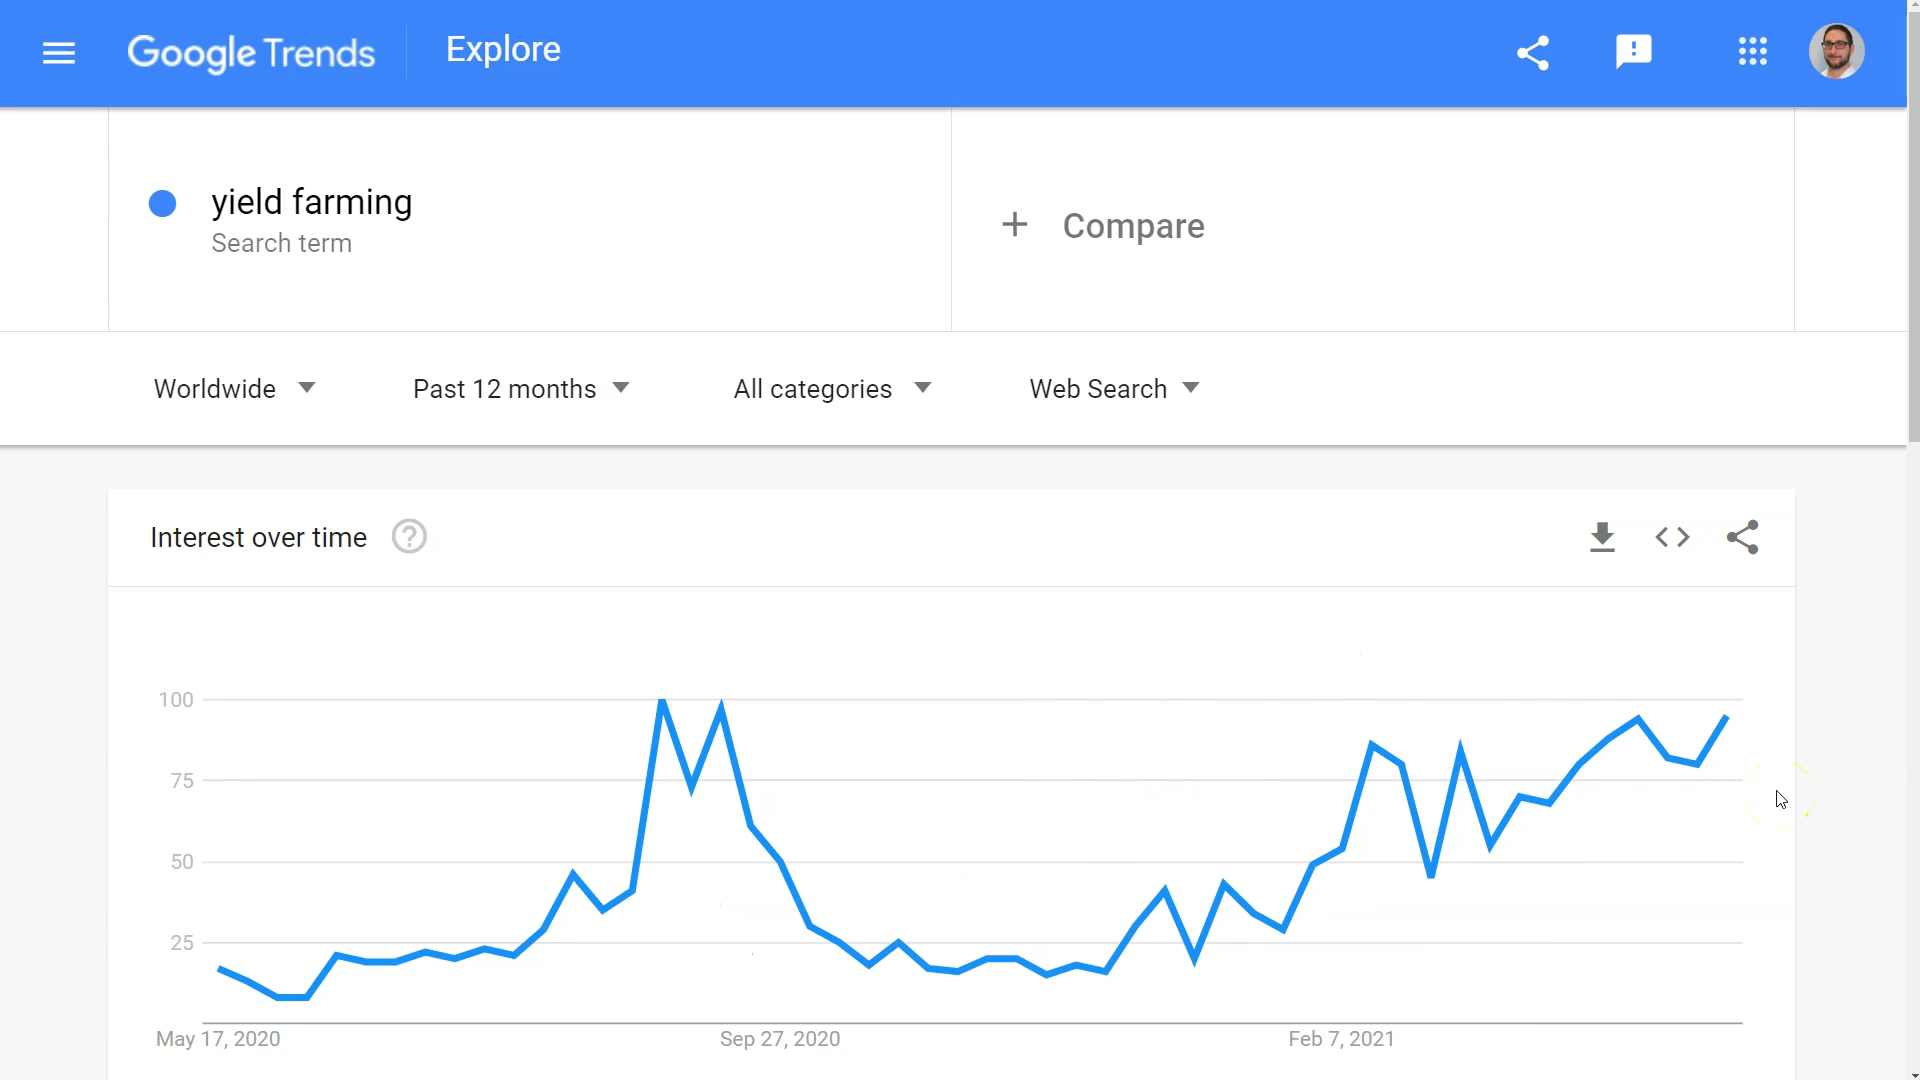 Google Trends Explore
yield farming
Search term
+ Compare
Worldwide Past 12 months All categories Web Search
Interest over time ?
100
75
50
25
May 17, 2020 Sep 27, 2020 Feb 7, 2021